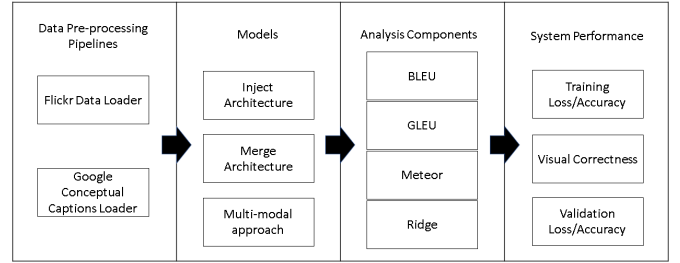 Data Pre-processing
Pipelines
Flickr Data Loader
Google
Conceptual
Captions Loader
Models
Inject
Architecture
Merge
Architecture
Multi-modal
approach
Analysis Components
BLEU
GLEU
Meteor
Ridge
System Performance
Training
Loss/Accuracy
Visual Correctness
Validation
Loss/Accuracy